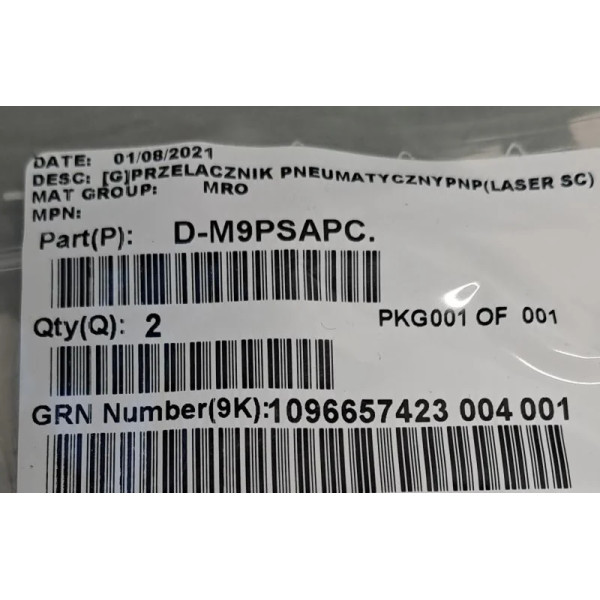 DATE: 01/08/2021
DESC: [G]PRZELACZNIK PNEUMATYCZNYPNP(LASER SC)
MAT GROUP: MRO
MPN:
Part(P): D-M9PSAPC.
Qty(Q): 2 PKG001 OF 001
GRN Number(9K):1096657423 004 001